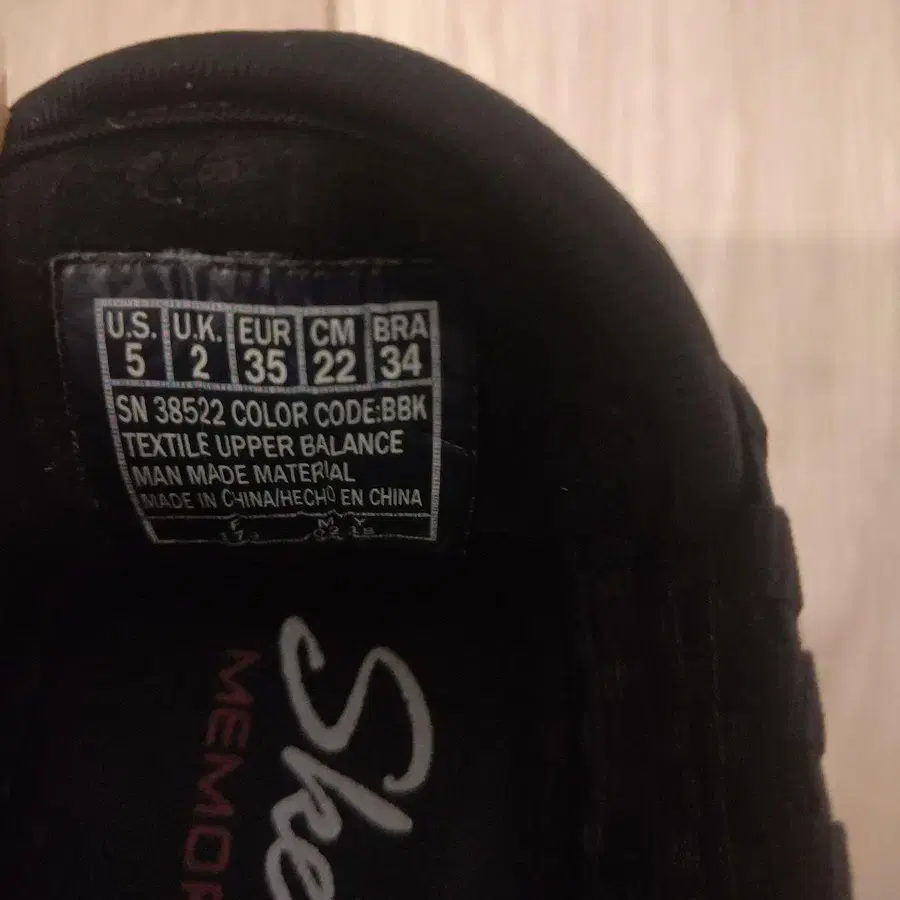 U.S. U.K. EUR CM BRA
5 2 35 22 34
SN 38522 COLOR CODE:BBK
TEXTILE UPPER BALANCE
MAN MADE MATERIAL
MADE IN CHINA/HECHO EN CHINA
F M Y
Ske
MEMOR